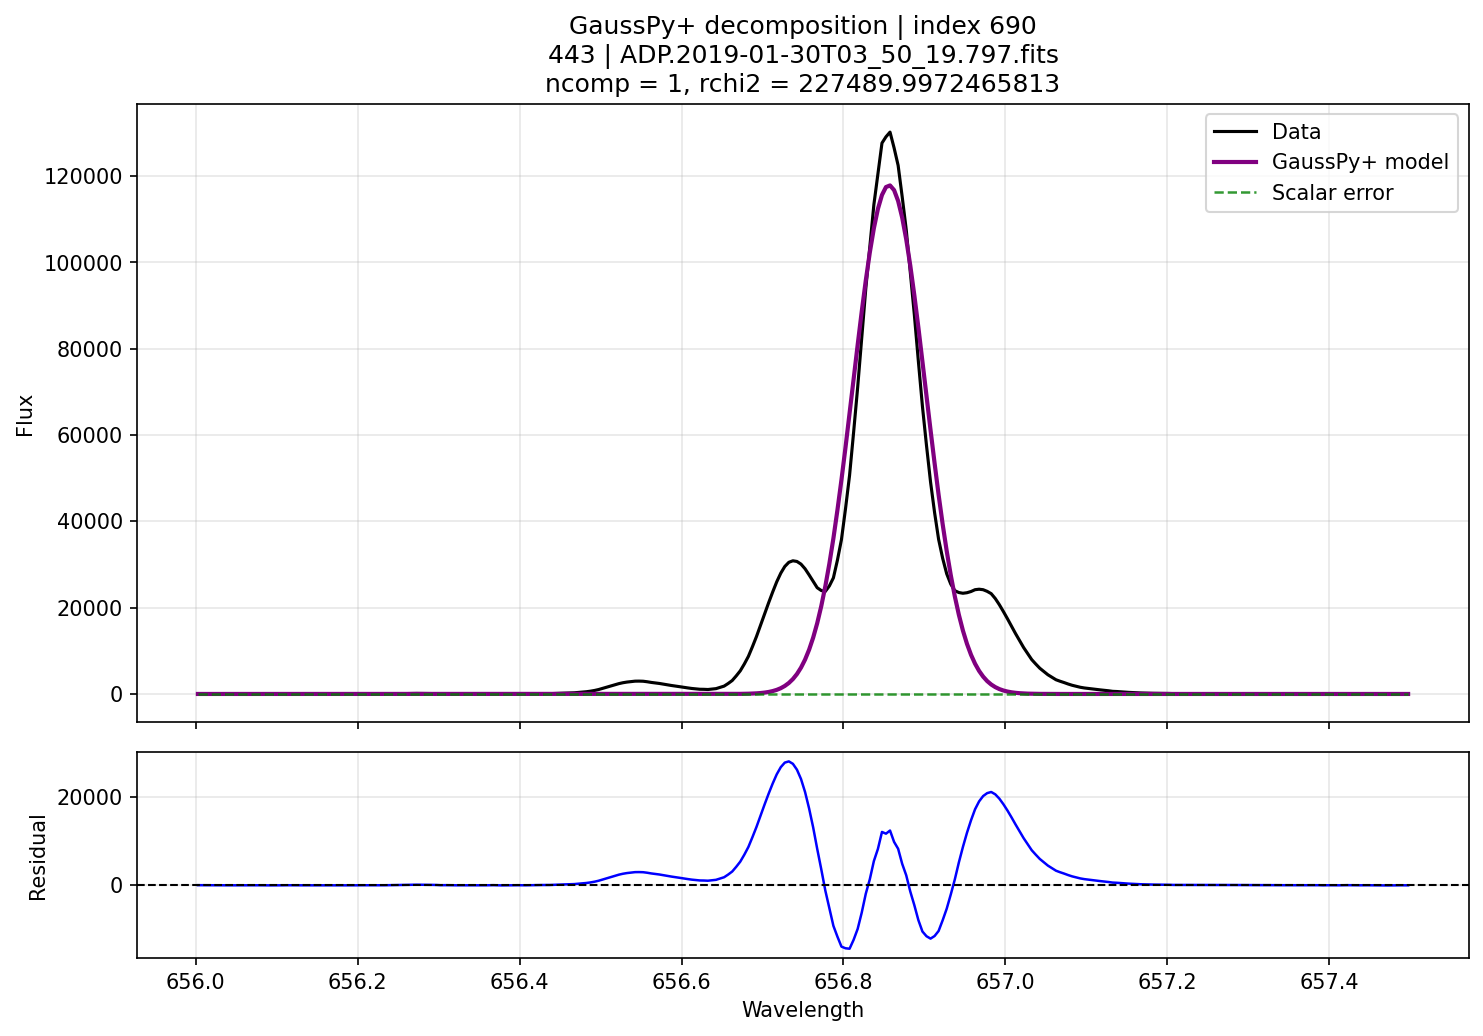 GaussPy+ decomposition | index 690
443 | ADP.2019-01-30T03_50_19.797.fits
ncomp = 1, rchi2 = 227489.9972465813
Data
GaussPy+ model
Scalar error
Flux
120000
100000
80000
60000
40000
20000
0
Residual
20000
0
656.0
656.2
656.4
656.6
656.8
657.0
657.2
657.4
Wavelength